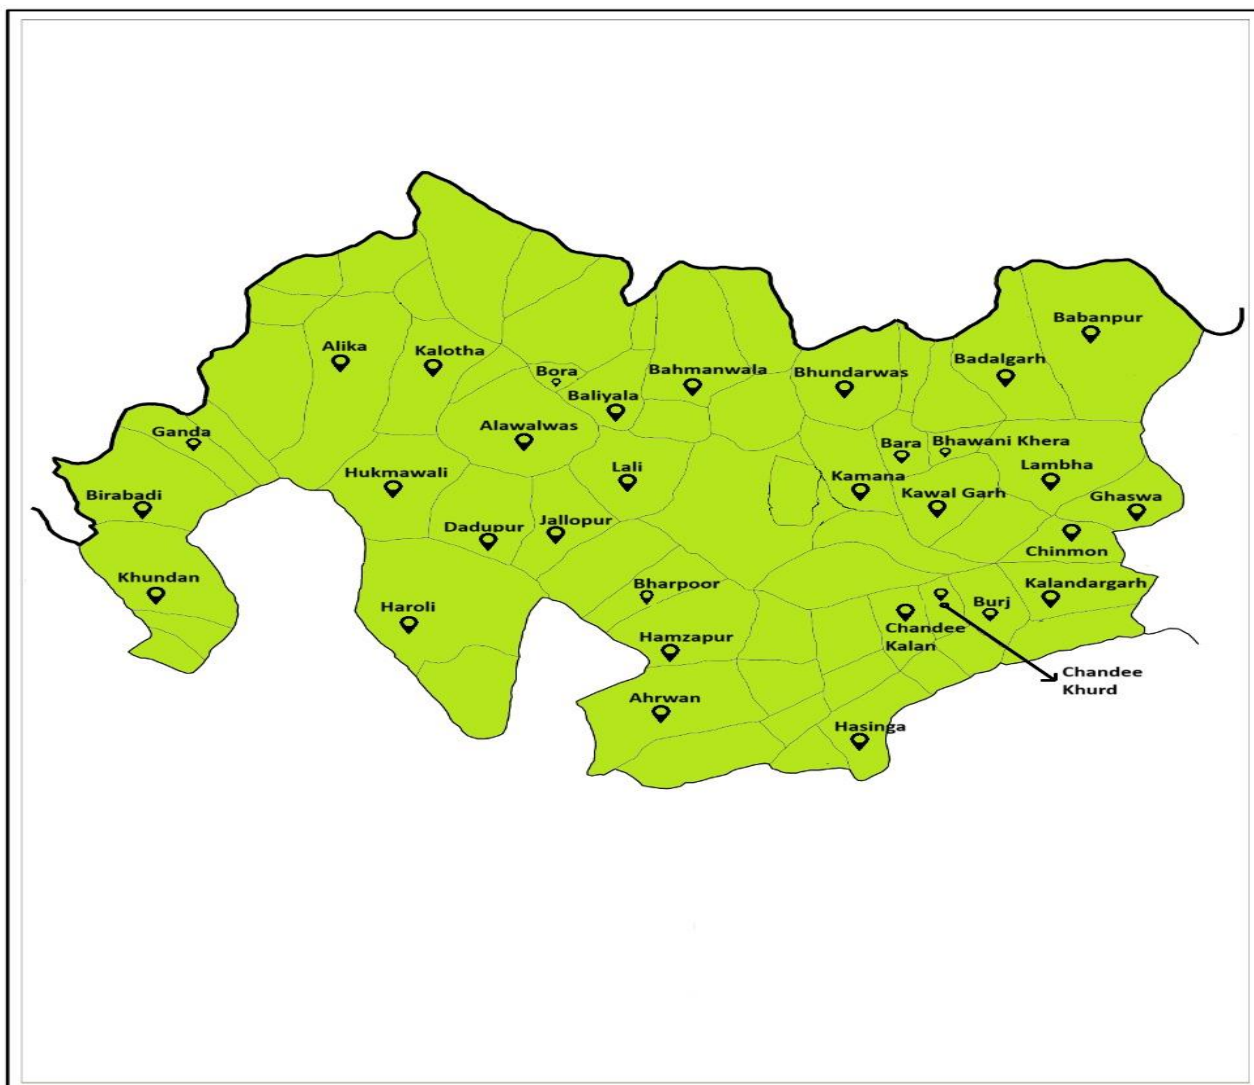 Babanpur
Alika
Kalotha
Badalgarh
Bora
Bahmanwala
Bhundarwas
Baliyala
Alawalwas
Ganda
Bara
Bhawani Khera
Hukmawali
Lali
Lambha
Kamana
Birabadi
Kawal Garh
Ghaswa
Dadupur
Jallopur
Chinmon
Khundan
Bharpoor
Kalandargarh
Haroli
Burj
Chandee
Kalan
Hamzapur
Chandee
Khurd
Ahrwan
Hasinga